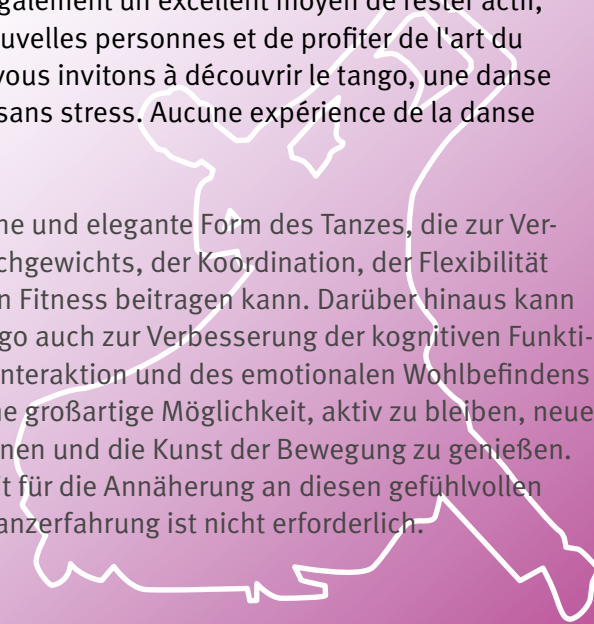 également un excellent moyen de rester actif,
uvelles personnes et de profiter de l'art du
vous invitons à découvrir le tango, une danse
sans stress. Aucune expérience de la danse
ne und elegante Form des Tanzes, die zur Ver-
chgewichts, der Koordination, der Flexibilität
n Fitness beitragen kann. Darüber hinaus kann
go auch zur Verbesserung der kognitiven Funkti-
Interaktion und des emotionalen Wohlbefindens
ne großartige Möglichkeit, aktiv zu bleiben, neue
nen und die Kunst der Bewegung zu genießen.
t für die Annäherung an diesen gefühlvollen
anzerfahrung ist nicht erforderlich.